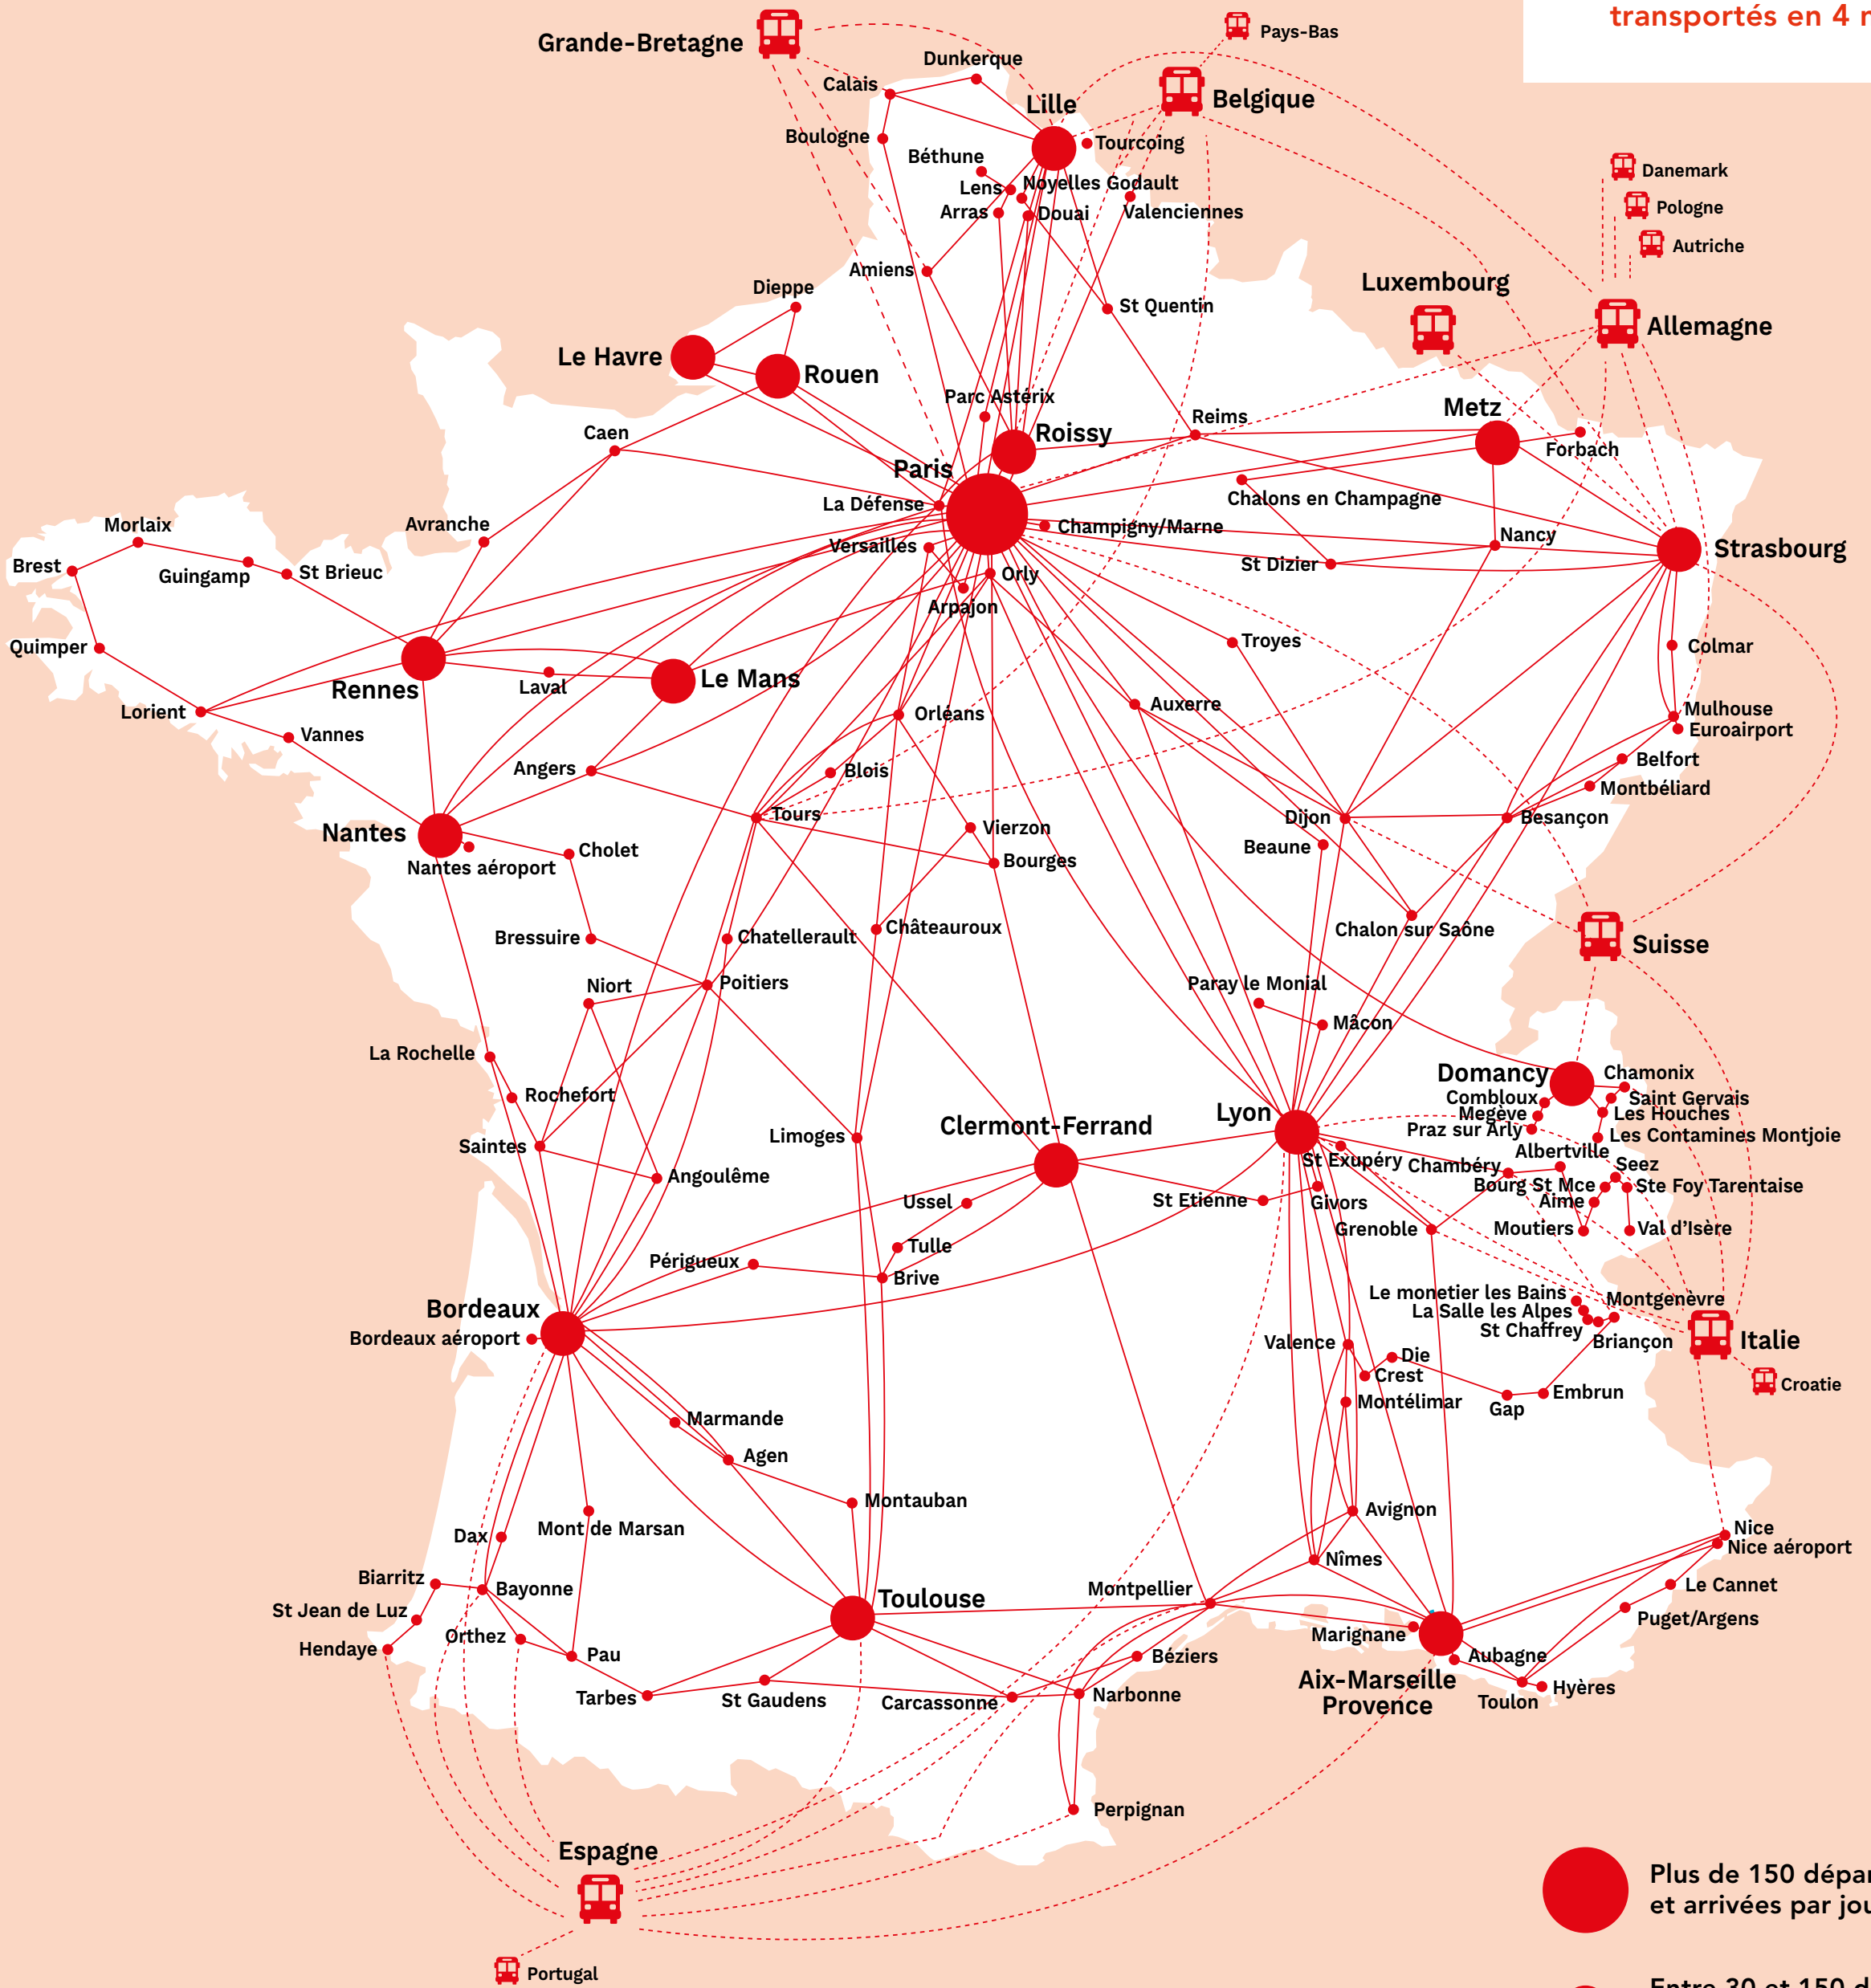 transportés en 4
Grande-Bretagne
Pays-Bas
Dunkerque
Calais
Lille
Belgique
Boulogne
Tourcoing
Béthune
Danemark
Lens
Noyelles Godault
Arras
Douai
Valenciennes
Pologne
Autriche
Amiens
Dieppe
Luxembourg
St Quentin
Allemagne
Le Havre
Rouen
Parc Astérix
Reims
Metz
Caen
Roissy
Forbach
Paris
La Défense
Chalons en Champagne
Morlaix
Avranche
Champigny/Marne
Versailles
Nancy
Strasbourg
Brest
Guingamp
St Brieuc
Orly
St Dizier
Arpajon
Quimper
Troyes
Colmar
Rennes
Laval
Le Mans
Lorient
Orléans
Auxerre
Mulhouse
Euroairport
Vannes
Angers
Blois
Belfort
Montbéliard
Tours
Dijon
Besançon
Nantes
Vierzon
Beaune
Nantes aéroport
Cholet
Bourges
Bressuire
Chatellerault
Châteauroux
Chalon sur Saône
Suisse
Niort
Poitiers
Paray le Monial
Mâcon
La Rochelle
Domancy
Chamonix
Rochefort
Combloux
Saint Gervais
Clermont-Ferrand
Lyon
Megève
Les Houches
Saintes
Limoges
Praz sur Arly
Les Contamines Montjoie
Albertville
St Exupéry
Chambéry
Seez
Angoulême
Bourg St Mce
Ste Foy Tarentaise
Ussel
St Etienne
Givors
Aime
Grenoble
Moutiers
Val d’Isère
Tulle
Périgueux
Brive
Le monetier les Bains
Montgenèvre
Bordeaux
La Salle les Alpes
St Chaffrey
Bordeaux aéroport
Valence
Briançon
Italie
Die
Crest
Croatie
Montélimar
Gap
Embrun
Marmande
Agen
Montauban
Avignon
Mont de Marsan
Dax
Nice
Nice aéroport
Nîmes
Biarritz
Bayonne
Montpellier
Le Cannet
St Jean de Luz
Toulouse
Puget/Argens
Orthez
Marignane
Hendaye
Pau
Béziers
Aubagne
Aix-Marseille
Provence
Tarbes
St Gaudens
Carcassonne
Narbonne
Toulon
Hyères
Perpignan
Espagne
Plus de 150
et arrivées par
Portugal
Entre 30 et 150